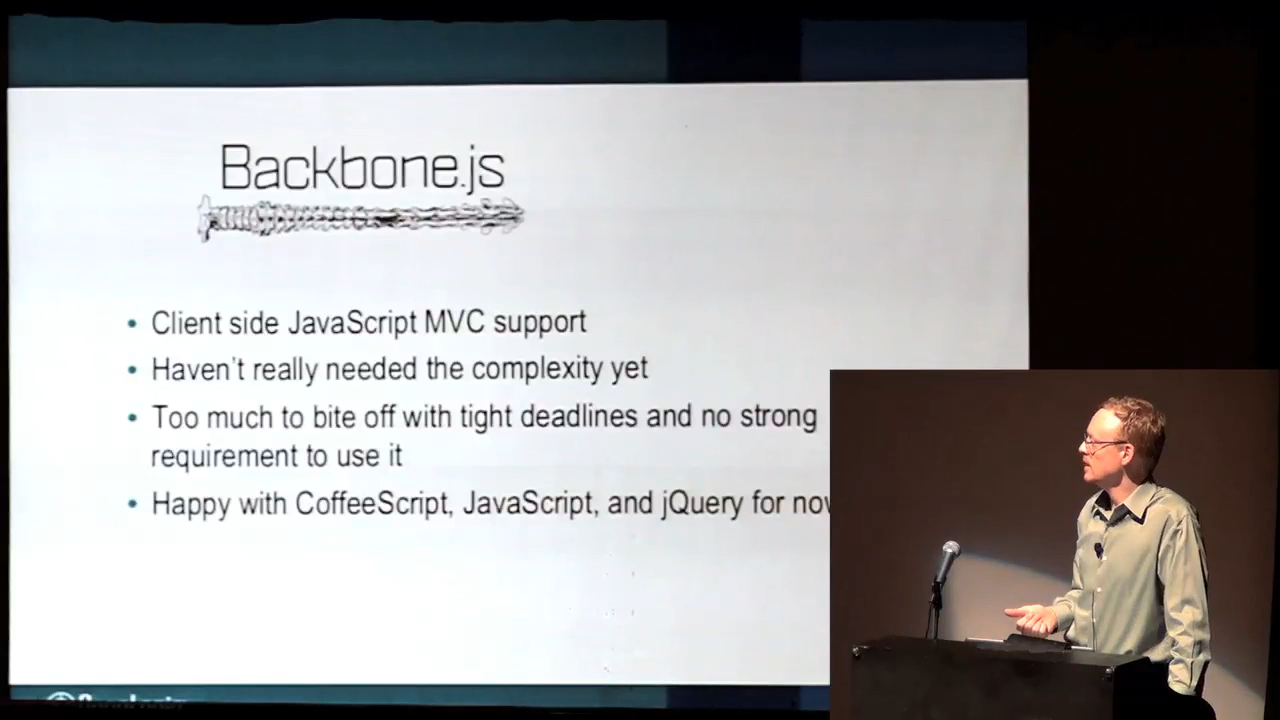 Backbone.js
• Client side JavaScript MVC support
• Haven't really needed the complexity yet
• Too much to bite off with tight deadlines and no strong
requirement to use it
• Happy with CoffeeScript, JavaScript, and jQuery for now